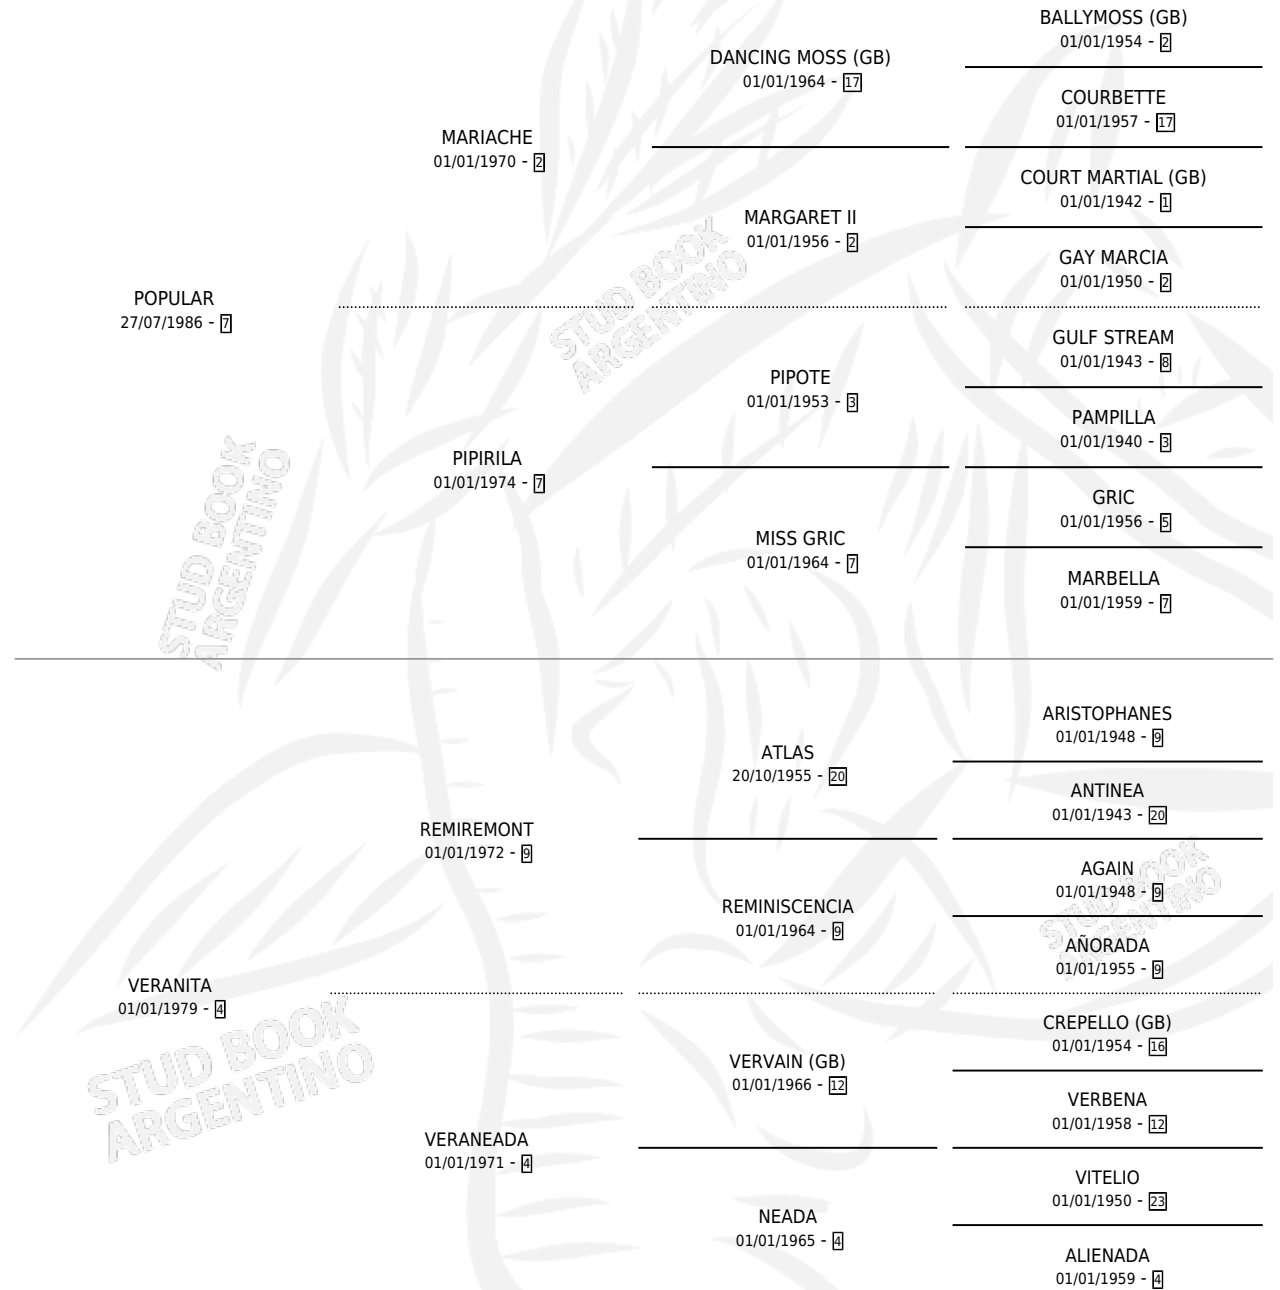 BALLYMOSS (GB)
01/01/1954 - 2
DANCING MOSS (GB)
01/01/1964 - 17
COURBETTE
01/01/1957 - 17
MARIACHE
01/01/1970 - 2
COURT MARTIAL (GB)
01/01/1942 - 1
MARGARET II
01/01/1956 - 2
GAY MARCIA
01/01/1950 - 2
POPULAR
27/07/1986 - 7
GULF STREAM
01/01/1943 - 8
PIPOTE
01/01/1953 - 3
PAMPILLA
01/01/1940 - 3
PIPIRILA
01/01/1974 - 7
GRIC
01/01/1956 - 5
MISS GRIC
01/01/1964 - 7
MARBELLA
01/01/1959 - 7
STUD BOOK
ARGENTINO
STUD BOOK
ARGENTINO
ARISTOPHANES
01/01/1948 - 9
ATLAS
20/10/1955 - 20
ANTINEA
01/01/1943 - 20
REMIREMONT
01/01/1972 - 9
AGAIN
01/01/1948 - 9
REMINISCENCIA
01/01/1964 - 9
AÑORADA
01/01/1955 - 9
VERANITA
01/01/1979 - 4
CREPELLO (GB)
01/01/1954 - 16
VERVAIN (GB)
01/01/1966 - 12
VERBENA
01/01/1958 - 12
VERANEADA
01/01/1971 - 4
VITELIO
01/01/1950 - 23
NEADA
01/01/1965 - 4
ALIENADA
01/01/1959 - 4
STUD BOOK
ARGENTINO
STUD BOOK
ARGENTINO